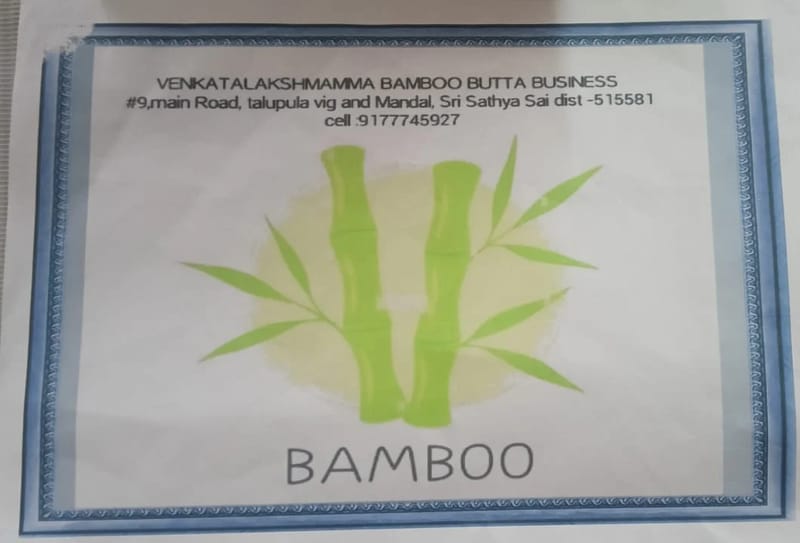 VENKATALAKSHMAMMA BAMBOO BUTTA BUSINESS
#9,main Road, talupula vig and Mandal, Sri Sathya Sai dist -515581
cell :9177745927
BAMBOO